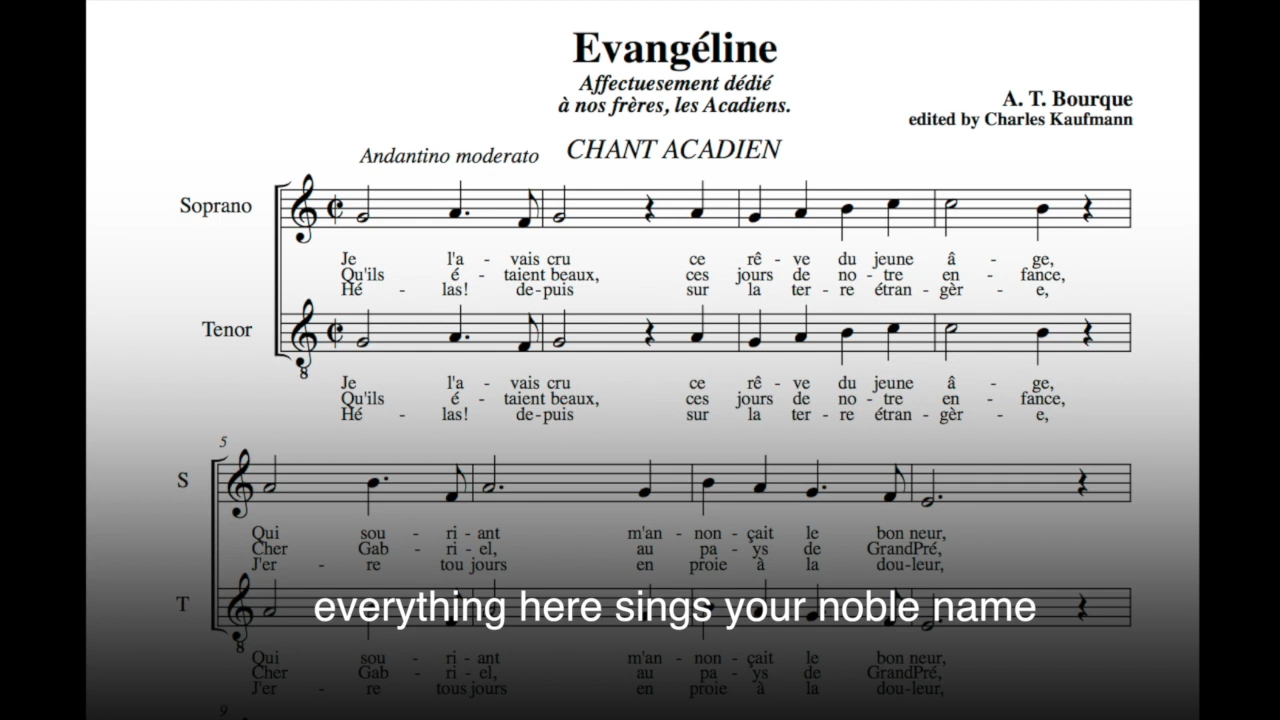 Evangéline
Affectuesement dédié
à nos frères, les Acadiens.
A. T. Bourque
edited by Charles Kaufmann
Andantino moderato
CHANT ACADIEN
Soprano
Je l'a - vais cru ce rê - ve du jeune â - ge,
Qu'ils é - taient beaux, ces jours de no - tre en - fance,
Hé - las! de-puis sur la ter - re étran - gèr - e,
Tenor
8
Je l'a - vais cru ce rê - ve du jeune â - ge,
Qu'ils é - taient beaux, ces jours de no - tre en - fance,
Hé - las! de-puis sur la ter - re étran - gèr - e,
5
S
Qui sou - ri - ant m'an - non - çait le bon neur,
Cher Gab - ri - el, au pa - ys de GrandPré,
J'er - re tou jours en proie à la dou-leur,
T
everything here sings your noble name
8
Qui sou - ri - ant m'an - non - çait le bon neur,
Cher Gab - ri - el, au pa - ys de GrandPré,
J'er - re tous jours en proie à la dou-leur,
9